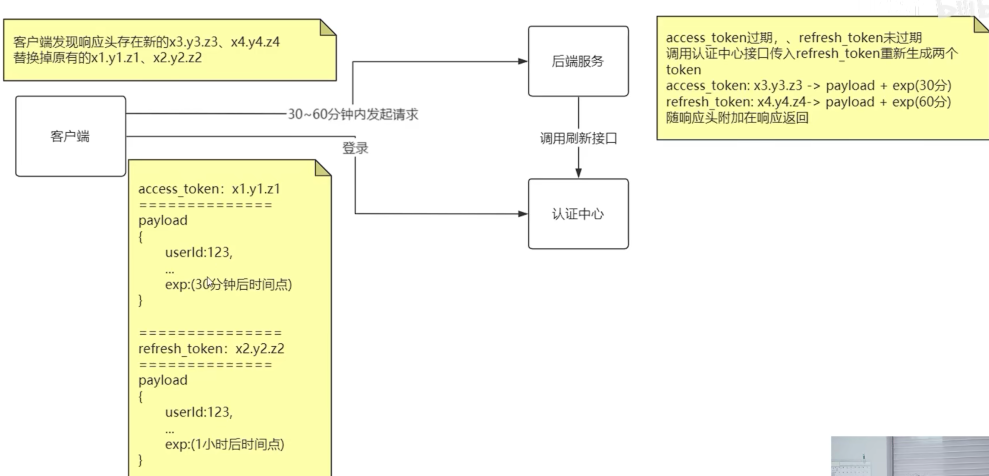 客户端发现响应头存在新的x3.y3.z3、x4.y4.z4
替换掉原有的x1.y1.z1、x2.y2.z2
客户端
30~60分钟内发起请求
登录
后端服务
调用刷新接口
认证中心
access_token过期，、refresh_token未过期
调用认证中心接口传入refresh_token重新生成两个
token
access_token: x3.y3.z3 -> payload + exp(30分)
refresh_token: x4.y4.z4-> payload + exp(60分)
随响应头附加在响应返回
access_token：x1.y1.z1
==============
payload
{
userId:123,
...
exp:(30分钟后时间点)
}
===============
refresh_token：x2.y2.z2
==============
payload
{
userId:123,
...
exp:(1小时后时间点)
}